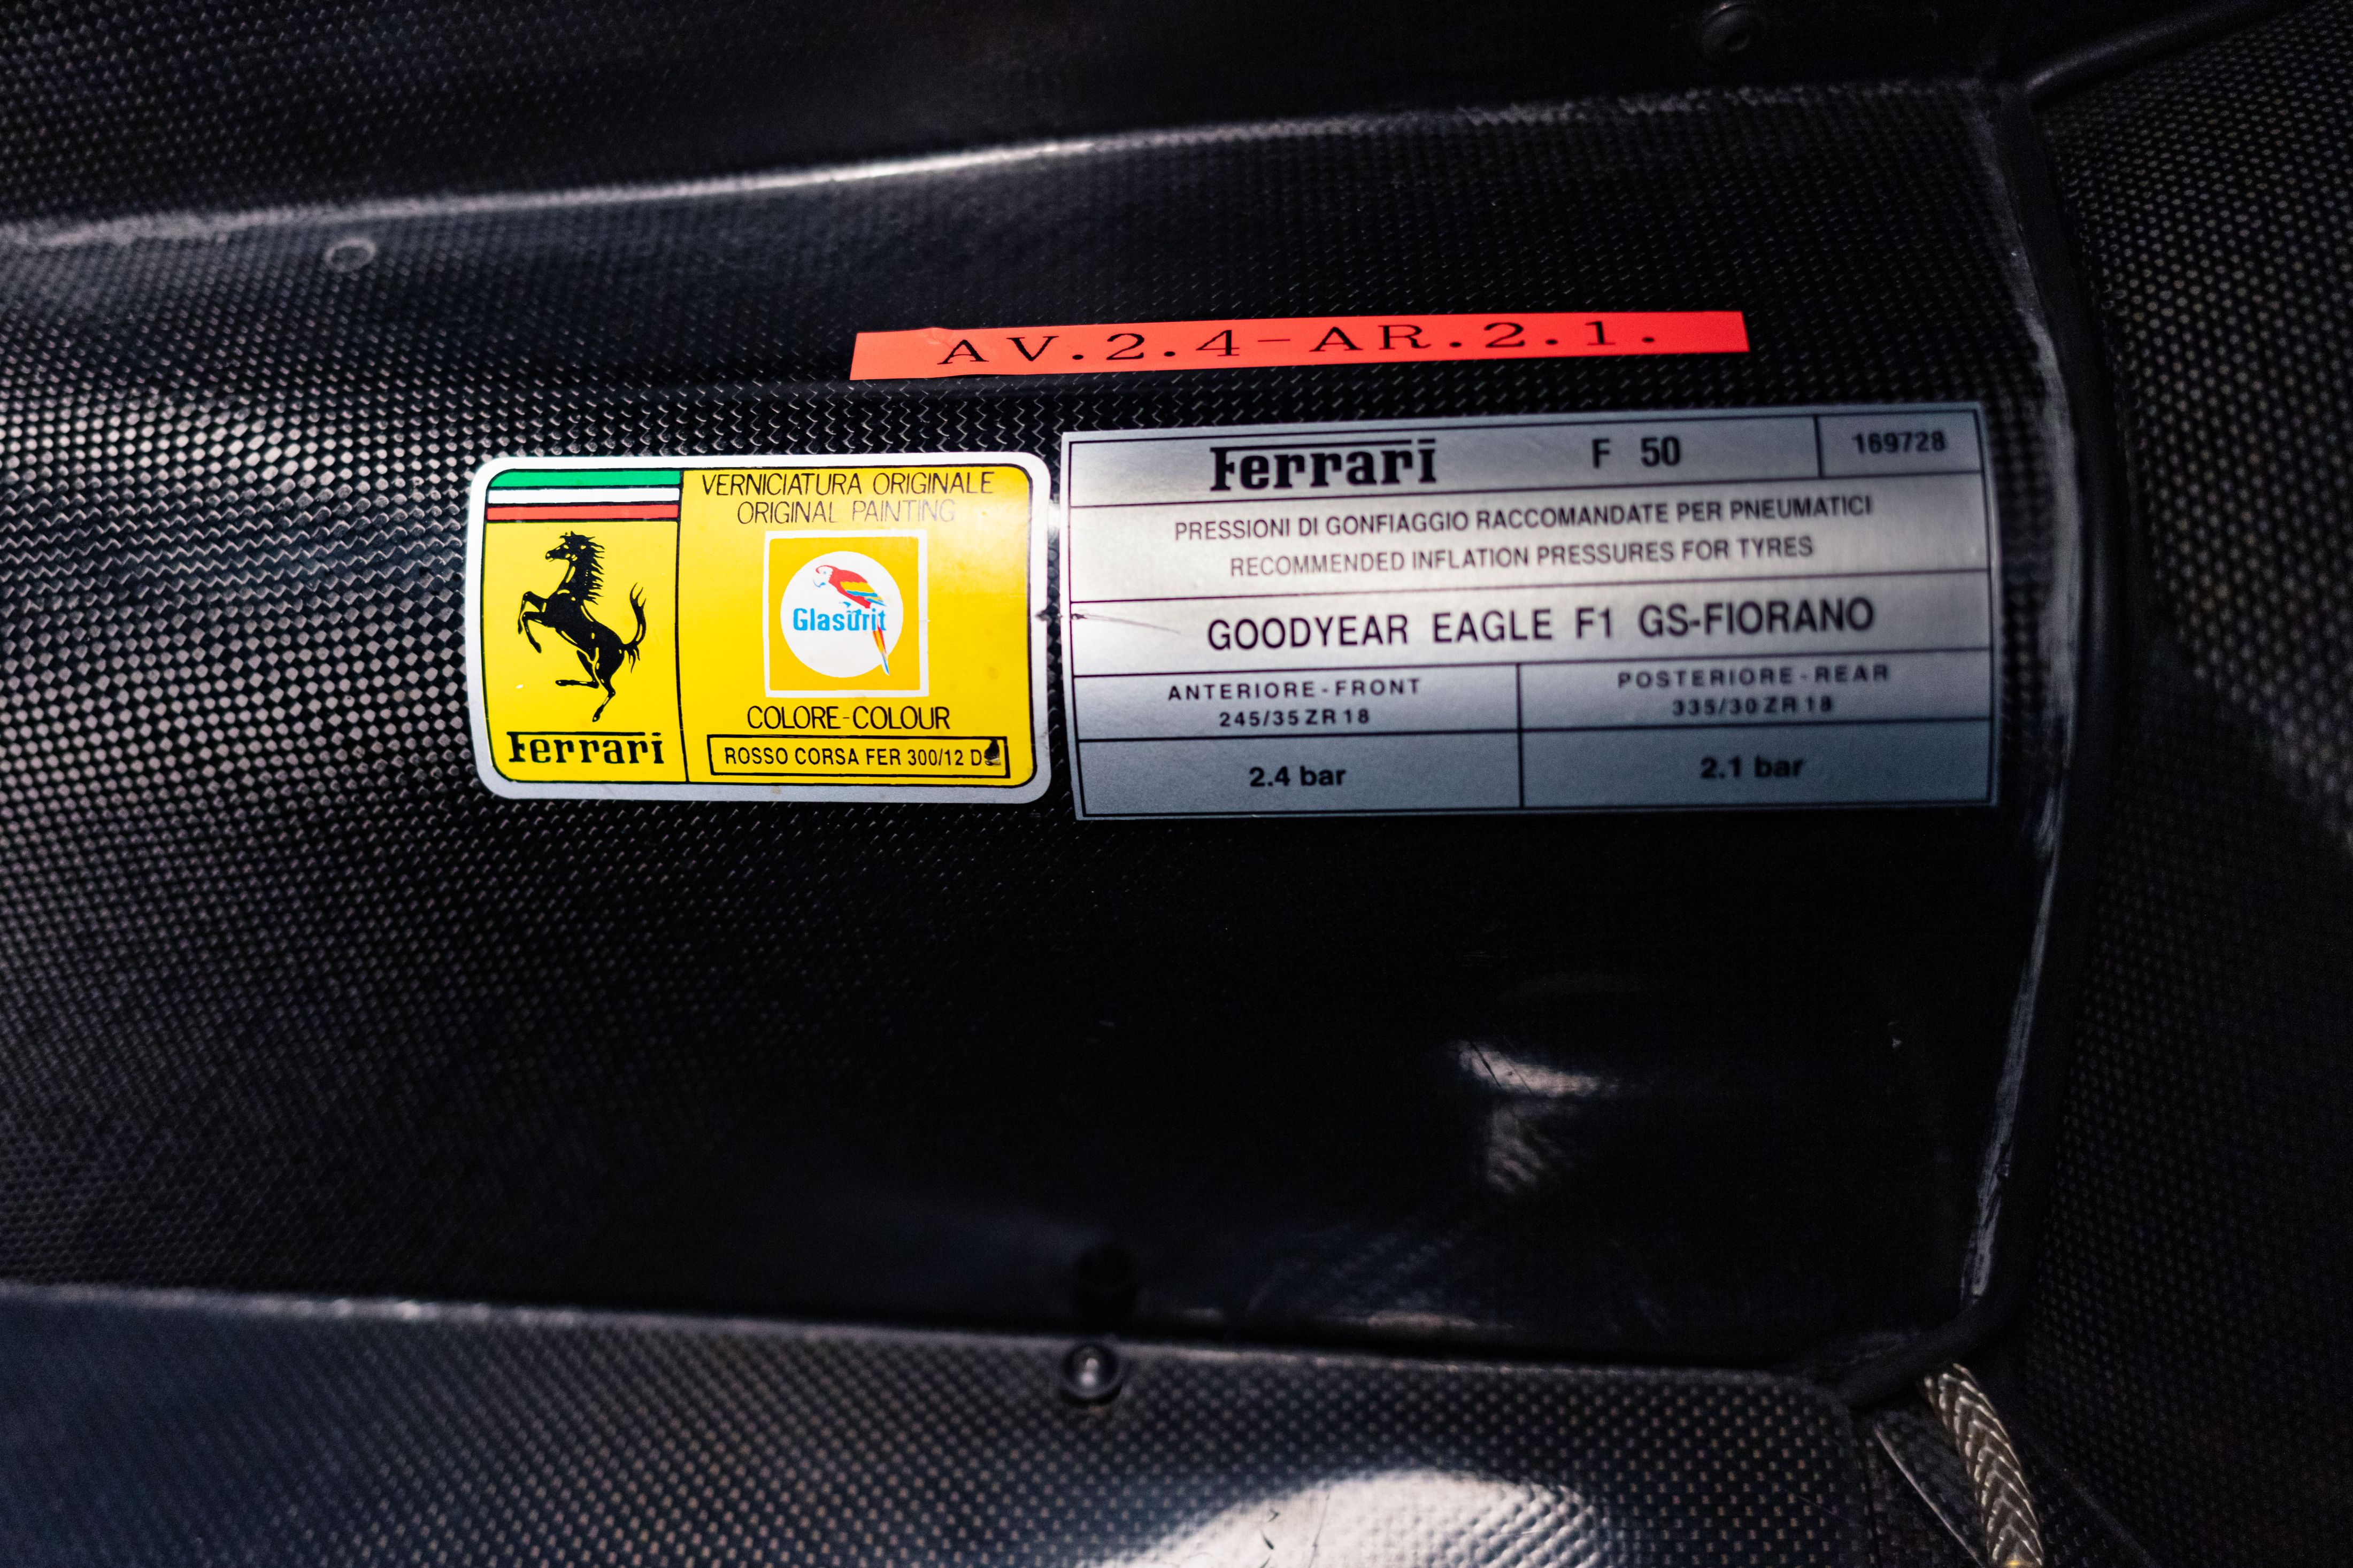 AV.2.4-AR.2.1.
VERNICIATURA ORIGINALE
ORIGINAL PAINTING
Glasurit
COLORE-COLOUR
ROSSO CORSA FER 300/12 D
Ferrari
Ferrari F 50 169728
PRESSIONI DI GONFIAGGIO RACCOMANDATE PER PNEUMATICI
RECOMMENDED INFLATION PRESSURES FOR TYRES
GOODYEAR EAGLE F1 GS-FIORANO
ANTERIORE-FRONT
245/35 ZR 18
POSTERIORE-REAR
335/30 ZR 18
2.4 bar
2.1 bar